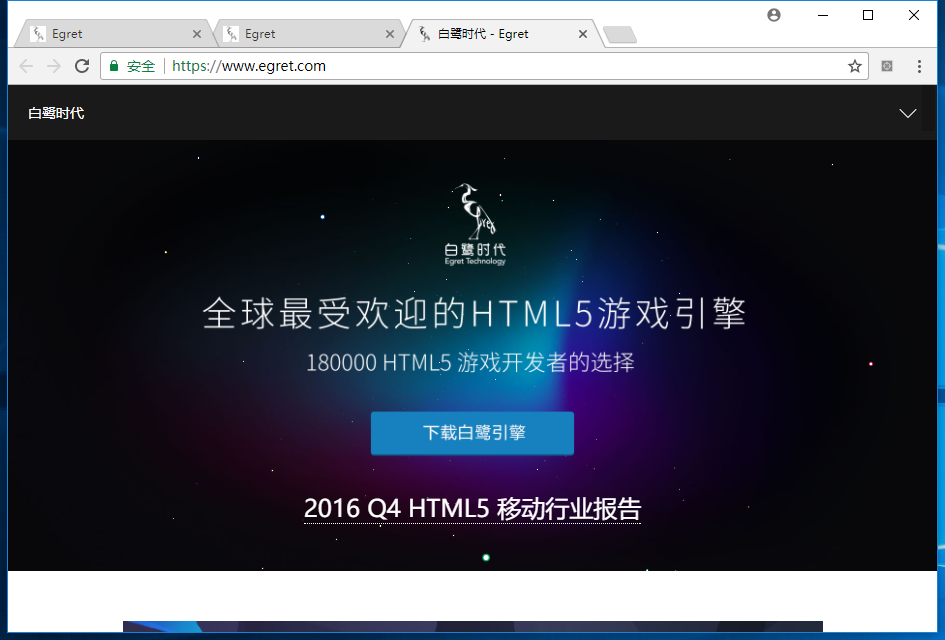 Egret
Egret
白鹭时代 - Egret
安全
https://www.egret.com
白鹭时代
白鹭时代
Egret Technology
全球最受欢迎的HTML5游戏引擎
180000 HTML5 游戏开发者的选择
下载白鹭引擎
2016 Q4 HTML5 移动行业报告